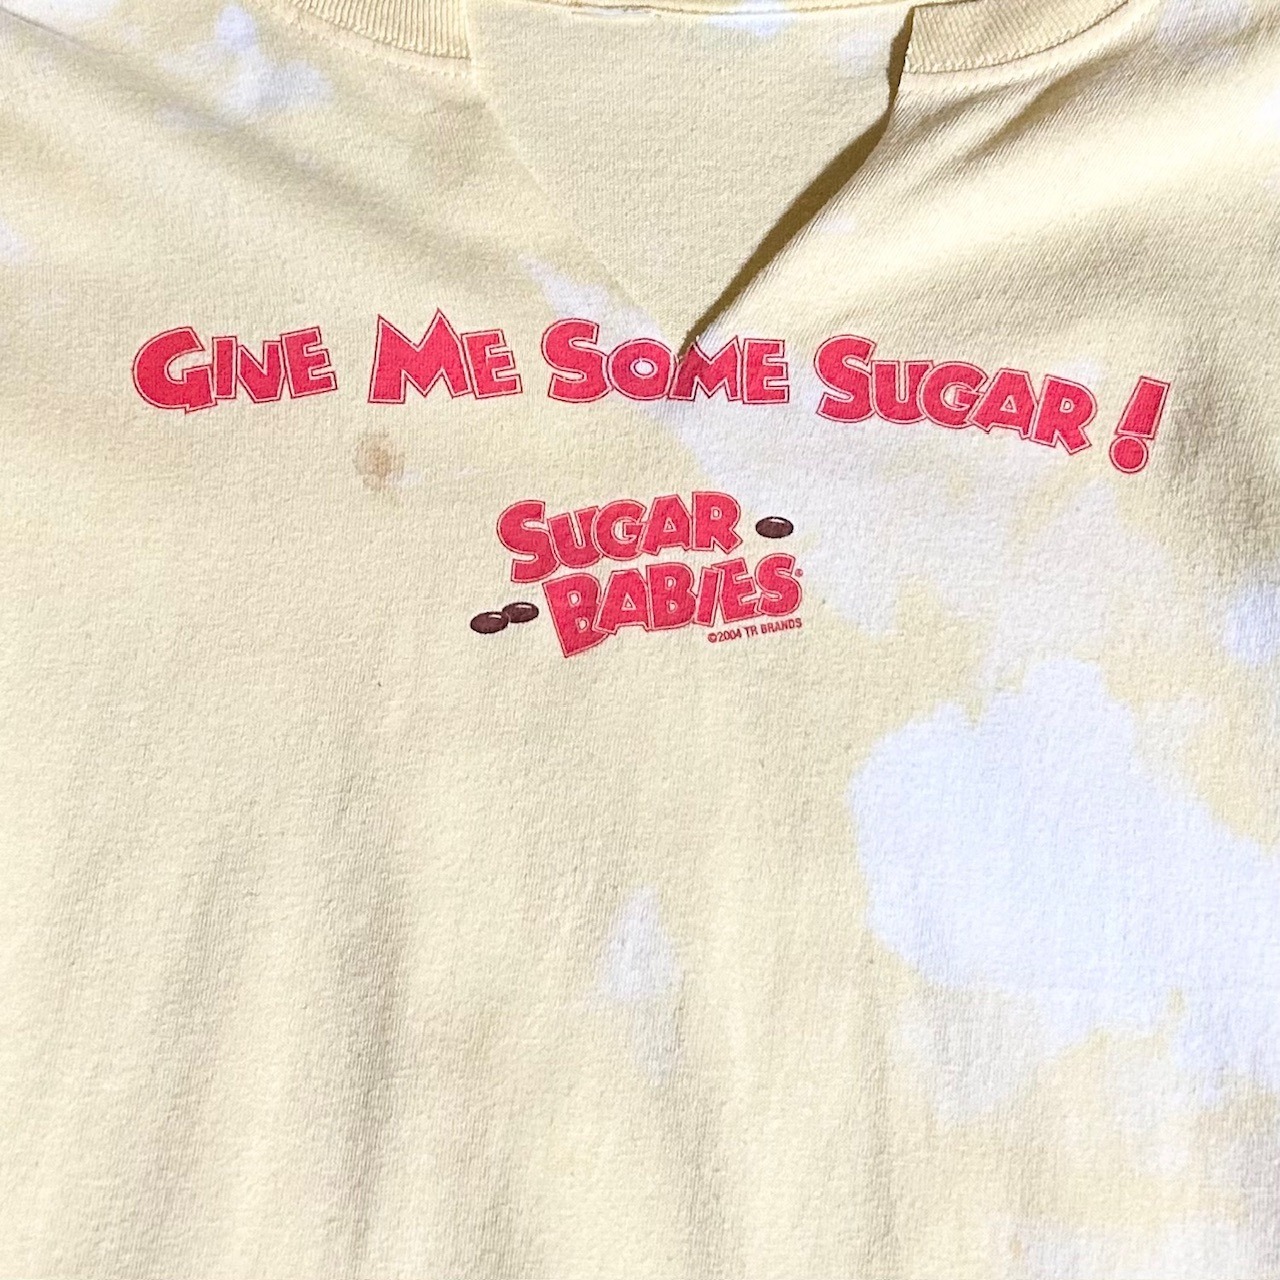 GIVE ME SOME SUGAR!
SUGAR
BABIES®
©2004 TR BRANDS